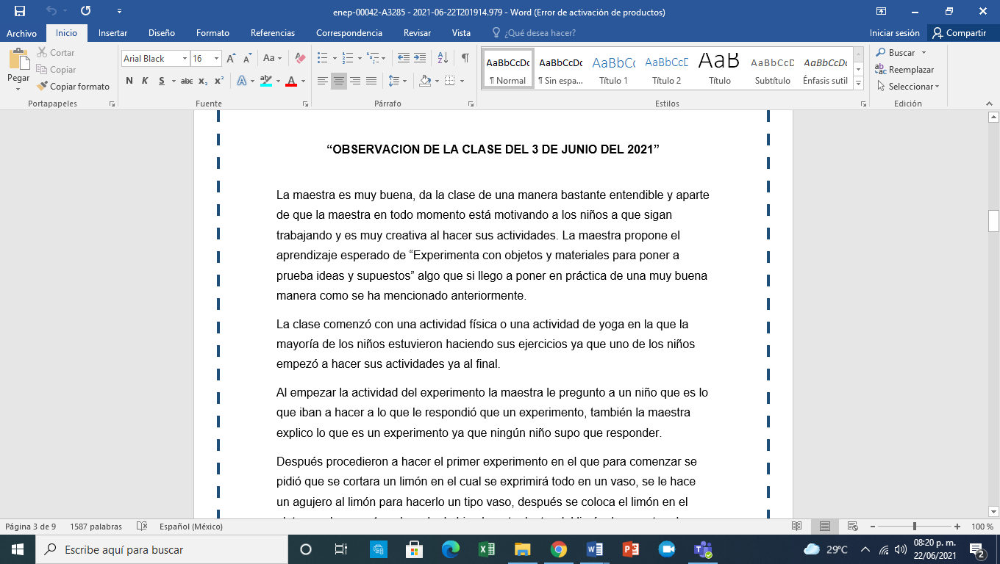 enep-00042-A3285 - 2021-06-22T201914.979 - Word (Error de activación de productos)
Archivo Inicio Insertar Diseño Formato Referencias Correspondencia Revisar Vista ¿Qué desea hacer? Iniciar sesión Compartir
Pegar
Cortar
Copiar
Copiar formato
Portapapeles
Arial Black 16
N K S abc x₂ x²
Fuente
Párrafo
AaBbCcDc AaBbCcDc AaBbCc AaBbCcD AaB AaBbCcD AaBbCcDc
¶ Normal ¶ Sin espa... Título 1 Título 2 Título Subtítulo Énfasis sutil
Estilos
Buscar
Reemplazar
Seleccionar
Edición
“OBSERVACION DE LA CLASE DEL 3 DE JUNIO DEL 2021”
La maestra es muy buena, da la clase de una manera bastante entendible y aparte
de que la maestra en todo momento está motivando a los niños a que sigan
trabajando y es muy creativa al hacer sus actividades. La maestra propone el
aprendizaje esperado de “Experimenta con objetos y materiales para poner a
prueba ideas y supuestos” algo que si llego a poner en práctica de una muy buena
manera como se ha mencionado anteriormente.
La clase comenzó con una actividad física o una actividad de yoga en la que la
mayoría de los niños estuvieron haciendo sus ejercicios ya que uno de los niños
empezó a hacer sus actividades ya al final.
Al empezar la actividad del experimento la maestra le pregunto a un niño que es lo
que iban a hacer a lo que le respondió que un experimento, también la maestra
explico lo que es un experimento ya que ningún niño supo que responder.
Después procedieron a hacer el primer experimento en el que para comenzar se
pidió que se cortara un limón en el cual se exprimirá todo en un vaso, se le hace
un agujero al limón para hacerlo un tipo vaso, después se coloca el limón en el
Página 3 de 9 1587 palabras Español (México) 100 %
Escribe aquí para buscar
29°C
08:20 p. m.
22/06/2021
2